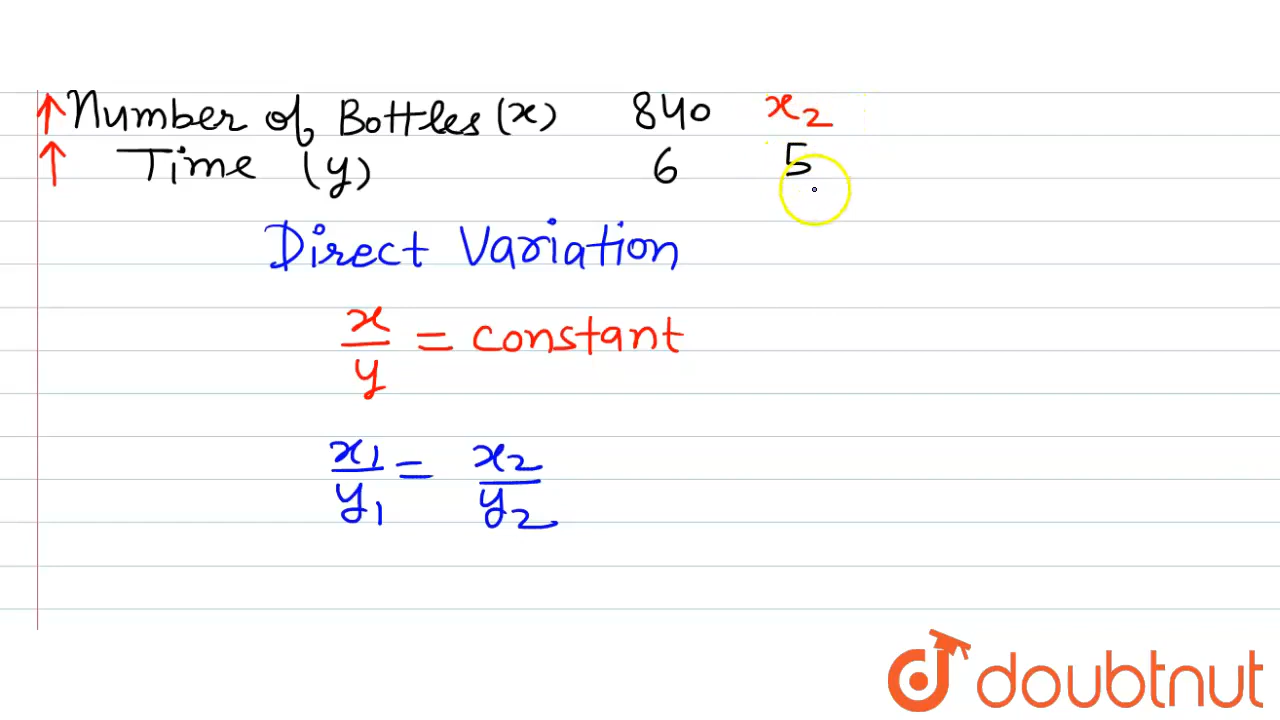 ↑ Number of Bottles (x) 840 x₂
↑ Time (y) 6 5
Direct Variation
x/y = constant
x₁/y₁ = x₂/y₂
doubtnut